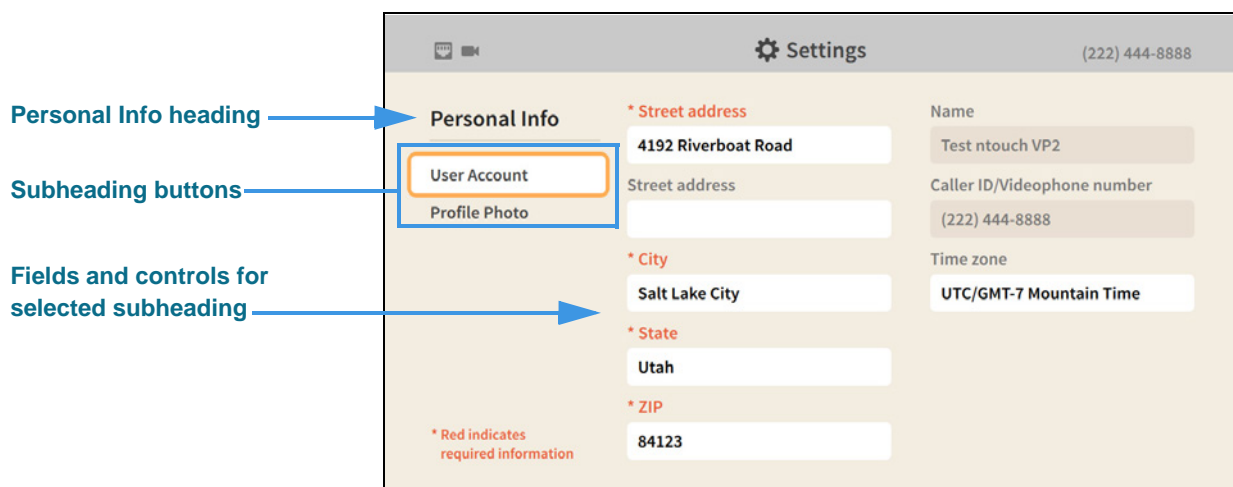 Settings
(222) 444-8888
Personal Info heading
Personal Info
Subheading buttons
User Account
Profile Photo
Fields and controls for
selected subheading
* Red indicates
required information
* Street address
4192 Riverboat Road
Street address
* City
Salt Lake City
* State
Utah
* ZIP
84123
Name
Test ntouch VP2
Caller ID/Videophone number
(222) 444-8888
Time zone
UTC/GMT-7 Mountain Time